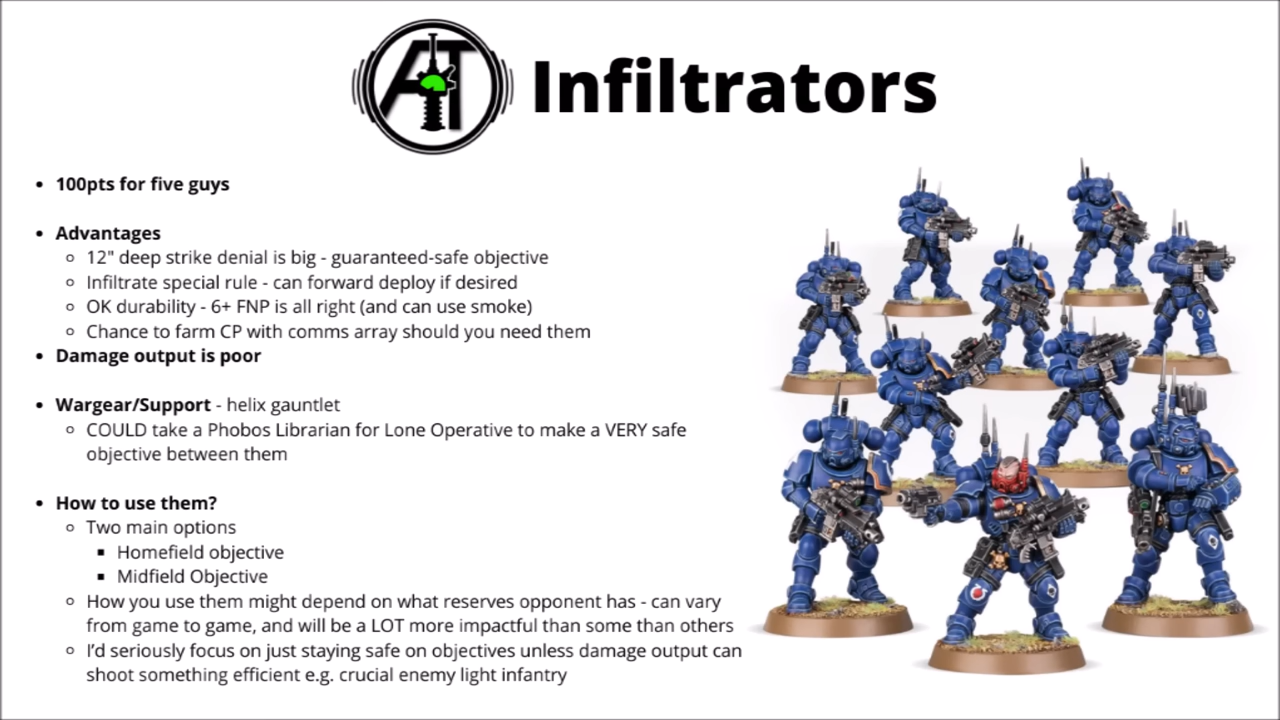 AT
Infiltrators
• 100pts for five guys
• Advantages
○ 12" deep strike denial is big - guaranteed-safe objective
○ Infiltrate special rule - can forward deploy if desired
○ OK durability - 6+ FNP is all right (and can use smoke)
○ Chance to farm CP with comms array should you need them
• Damage output is poor
• Wargear/Support - helix gauntlet
○ COULD take a Phobos Librarian for Lone Operative to make a VERY safe
objective between them
• How to use them?
○ Two main options
▪ Homefield objective
▪ Midfield Objective
○ How you use them might depend on what reserves opponent has - can vary
from game to game, and will be a LOT more impactful than some than others
○ I'd seriously focus on just staying safe on objectives unless damage output can
shoot something efficient e.g. crucial enemy light infantry